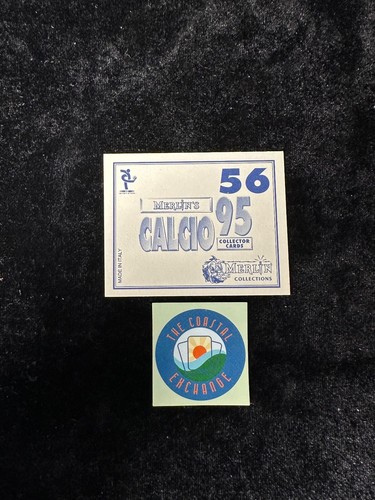 56
MERLIN'S
CALCIO 95
COLLECTOR
CARDS
MERLIN
COLLECTIONS
MADE IN ITALY
THE COASTAL
EXCHANGE